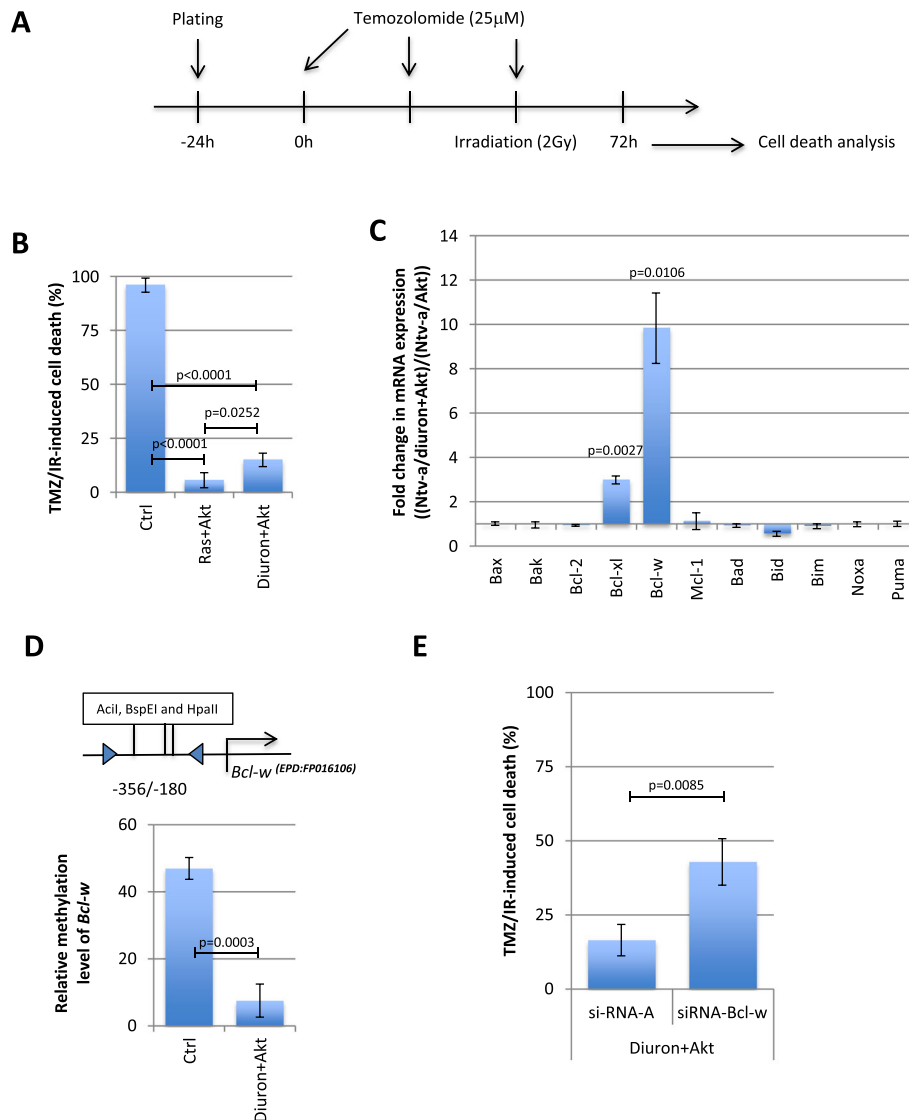 A
Plating
Temozolomide (25µM)
-24h
0h
Irradiation (2Gy)
72h
Cell death analysis
B
TMZ/IR-induced cell death (%)
100
75
50
25
0
p<0.0001
p=0.0252
p<0.0001
Ctrl
Ras+Akt
Diuron+Akt
C
Fold change in mRNA expression
((Ntv-a/diuron+Akt)/(Ntv-a/Akt))
14
12
10
8
6
4
2
0
p=0.0106
p=0.0027
Bax
Bak
Bcl-2
Bcl-xl
Bcl-w
Mcl-1
Bad
Bid
Bim
Noxa
Puma
D
AciI, BspEI and HpaII
Bcl-w (EPD:FP016106)
-356/-180
Relative methylation
level of Bcl-w
60
40
20
0
p=0.0003
Ctrl
Diuron+Akt
E
TMZ/IR-induced cell death (%)
100
75
50
25
0
p=0.0085
si-RNA-A
siRNA-Bcl-w
Diuron+Akt